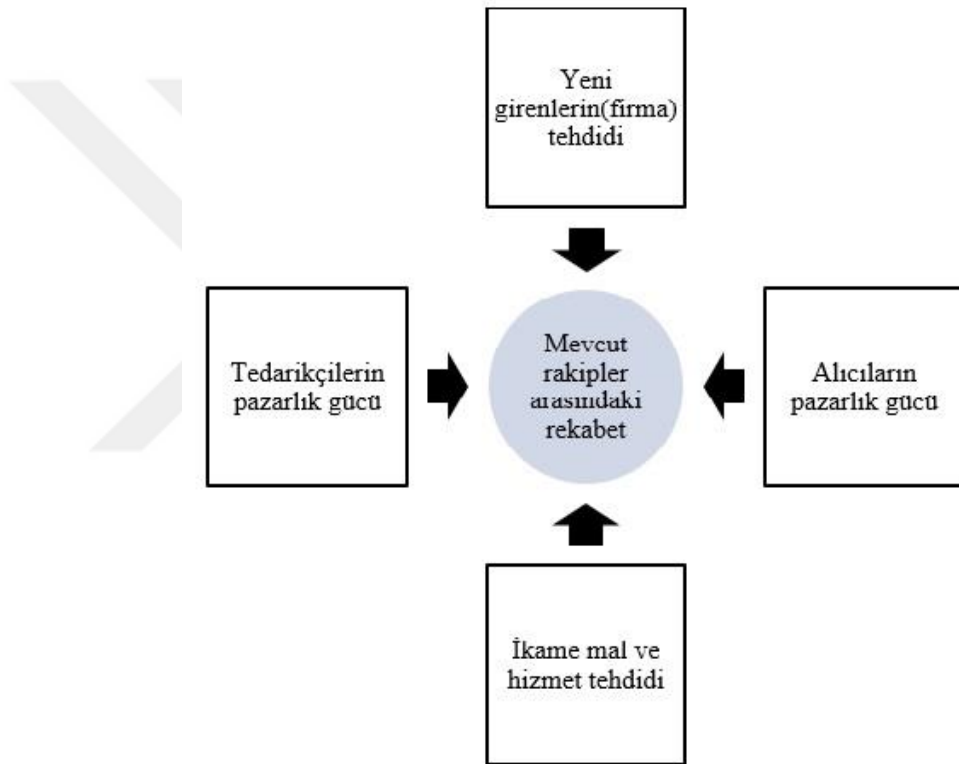 Yeni
girenlerin(firma)
tehdidi
Tedarikçilerin
pazarlık gücü
Mevcut
rakipler
arasındaki
rekabet
Alıcıların
pazarlık gücü
İkame mal ve
hizmet tehdidi